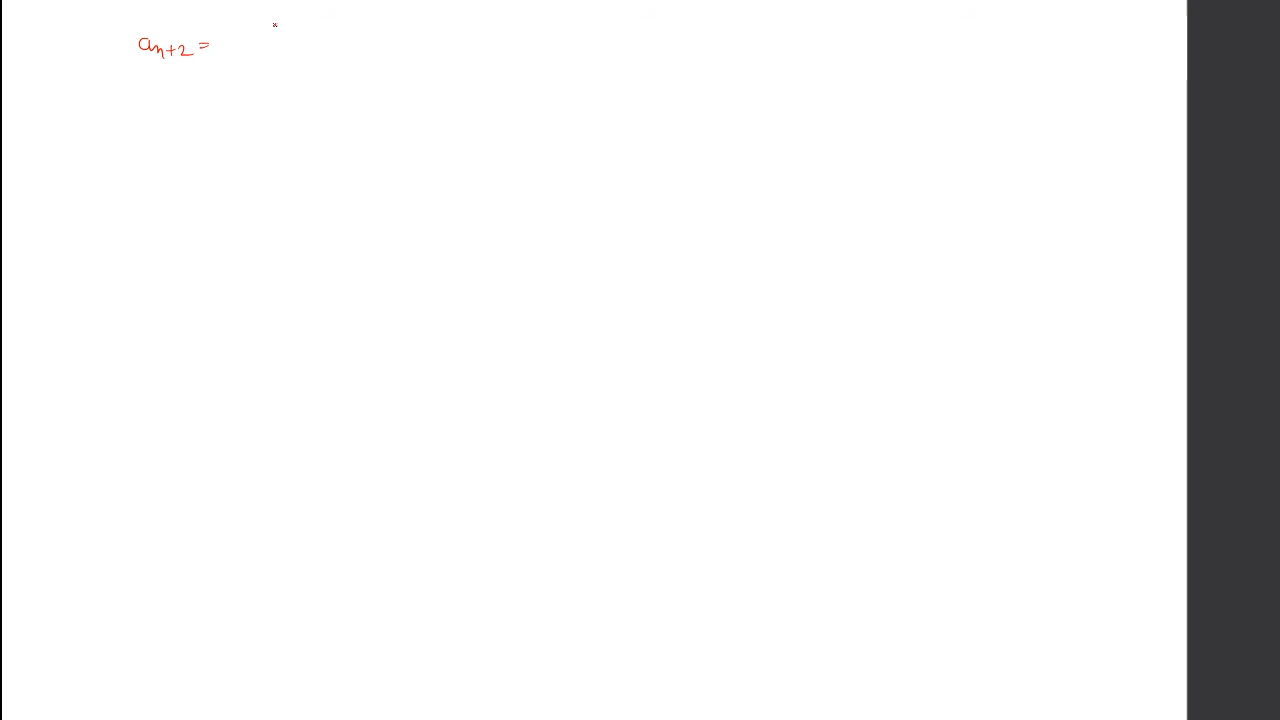 aₙ₊₂ =